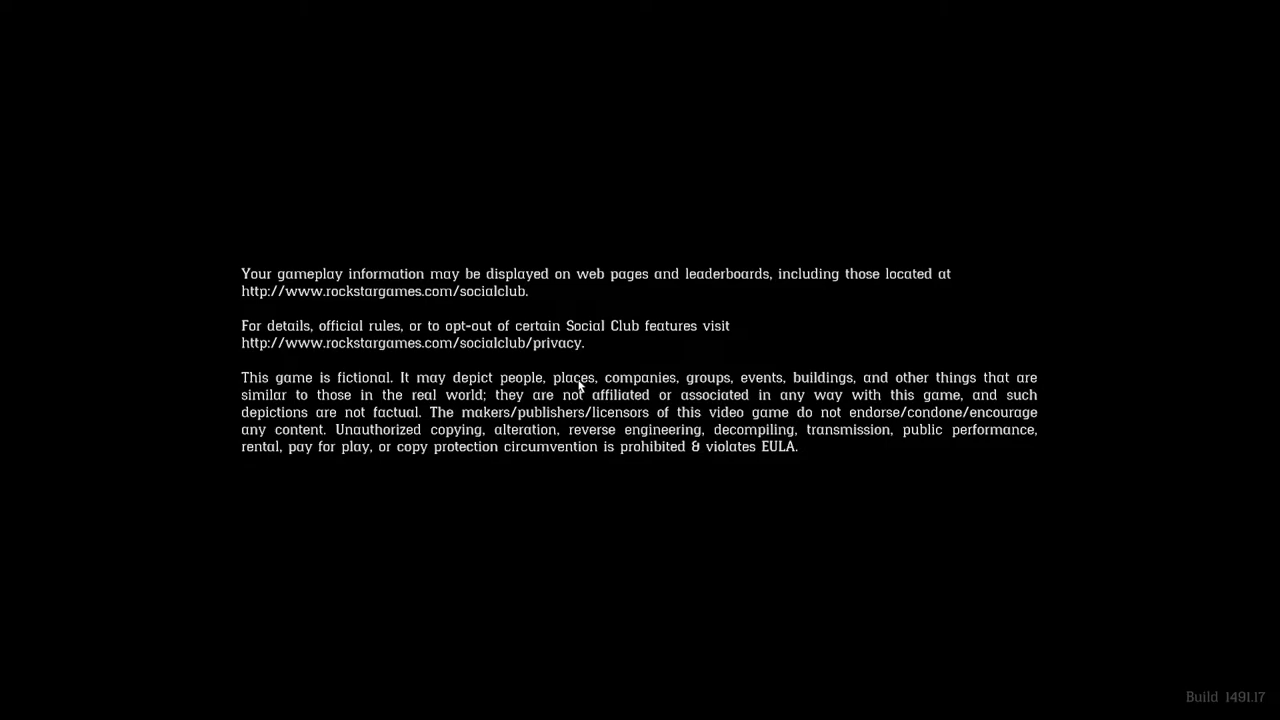 Your gameplay information may be displayed on web pages and leaderboards, including those located at
http://www.rockstargames.com/socialclub.
For details, official rules, or to opt-out of certain Social Club features visit
http://www.rockstargames.com/socialclub/privacy.
This game is fictional. It may depict people, places, companies, groups, events, buildings, and other things that are
similar to those in the real world; they are not affiliated or associated in any way with this game, and such
depictions are not factual. The makers/publishers/licensors of this video game do not endorse/condone/encourage
any content. Unauthorized copying, alteration, reverse engineering, decompiling, transmission, public performance,
rental, pay for play, or copy protection circumvention is prohibited & violates EULA.
Build 1491.17